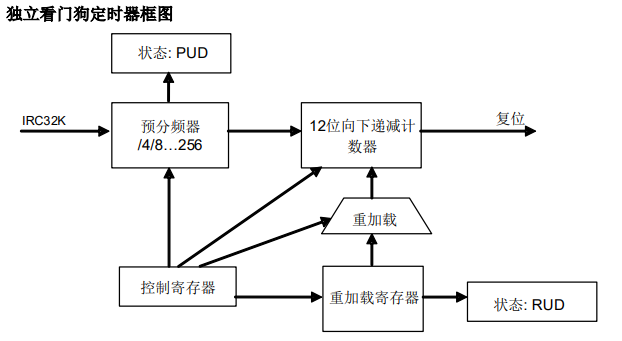 独立看门狗定时器框图
状态: PUD
IRC32K
预分频器
/4/8…256
12位向下递减计
数器
复位
重加载
控制寄存器
重加载寄存器
状态: RUD